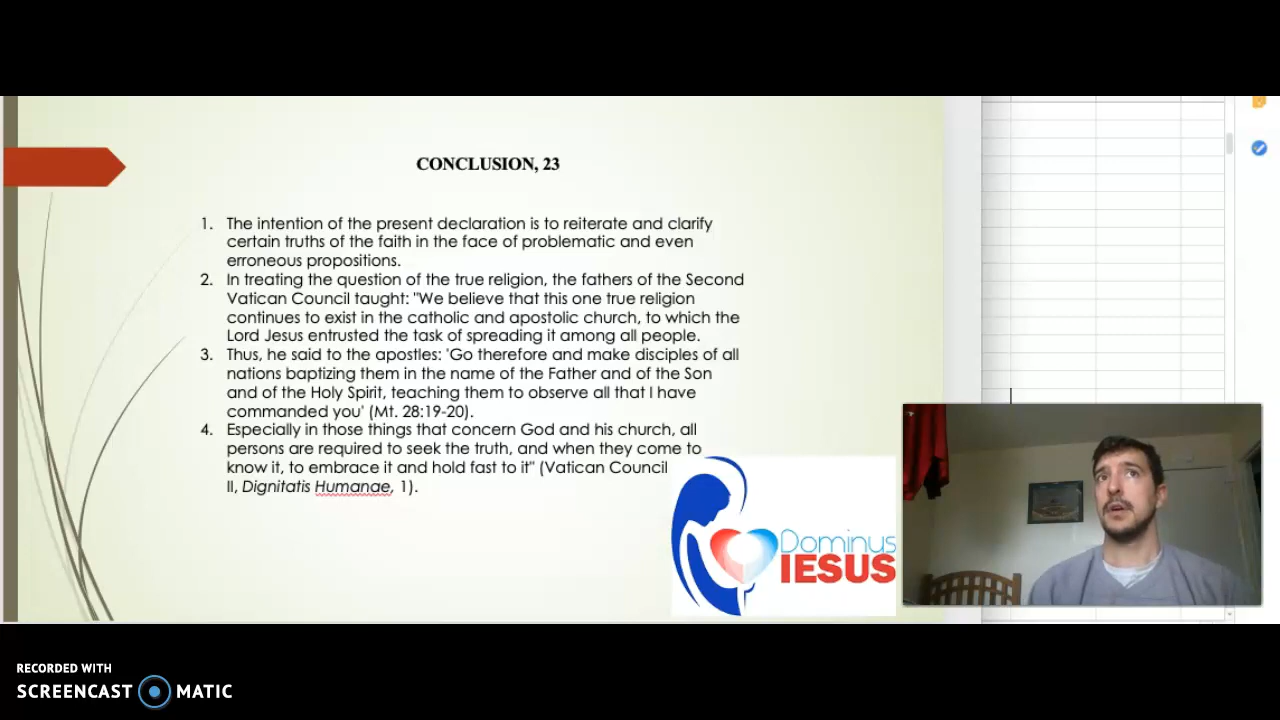 CONCLUSION, 23
1. The intention of the present declaration is to reiterate and clarify
certain truths of the faith in the face of problematic and even
erroneous propositions.
2. In treating the question of the true religion, the fathers of the Second
Vatican Council taught: "We believe that this one true religion
continues to exist in the catholic and apostolic church, to which the
Lord Jesus entrusted the task of spreading it among all people.
3. Thus, he said to the apostles: 'Go therefore and make disciples of all
nations baptizing them in the name of the Father and of the Son
and of the Holy Spirit, teaching them to observe all that I have
commanded you' (Mt. 28:19-20).
4. Especially in those things that concern God and his church, all
persons are required to seek the truth, and when they come to
know it, to embrace it and hold fast to it" (Vatican Council
II, Dignitatis Humanae, 1).
Dominus
IESUS
RECORDED WITH
SCREENCAST MATIC